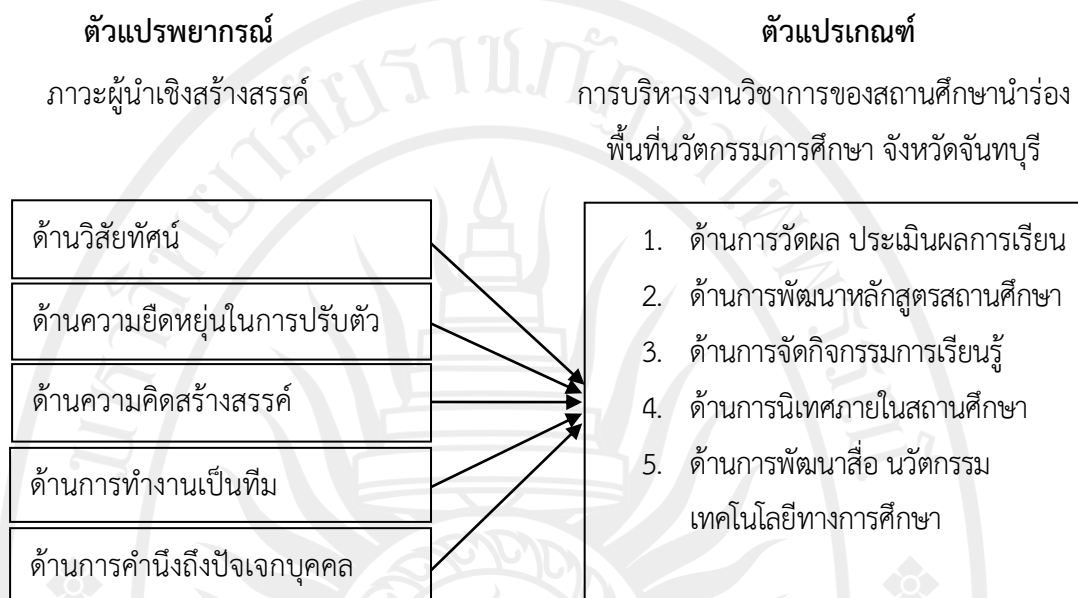 ตัวแปรพยากรณ์
ภาวะผู้นำเชิงสร้างสรรค์
ด้านวิสัยทัศน์
ด้านความยืดหยุ่นในการปรับตัว
ด้านความคิดสร้างสรรค์
ด้านการทำงานเป็นทีม
ด้านการคำนึงถึงปัจเจกบุคคล
ตัวแปรเกณฑ์
การบริหารงานวิชาการของสถานศึกษานำร่อง
พื้นที่นวัตกรรมการศึกษา จังหวัดจันทบุรี
1. ด้านการวัดผล ประเมินผลการเรียน
2. ด้านการพัฒนาหลักสูตรสถานศึกษา
3. ด้านการจัดกิจกรรมการเรียนรู้
4. ด้านการนิเทศภายในสถานศึกษา
5. ด้านการพัฒนาสื่อ นวัตกรรม
เทคโนโลยีทางการศึกษา